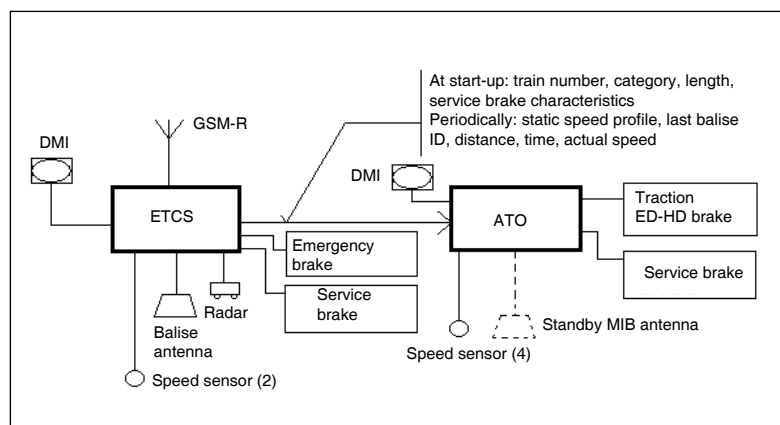 At start-up: train number, category, length,
service brake characteristics
Periodically: static speed profile, last balise
ID, distance, time, actual speed
GSM-R
DMI
DMI
ETCS
ATO
Traction
ED-HD brake
Emergency
brake
Service brake
Service
brake
Radar
Balise
antenna
Standby MIB antenna
Speed sensor (4)
Speed sensor (2)